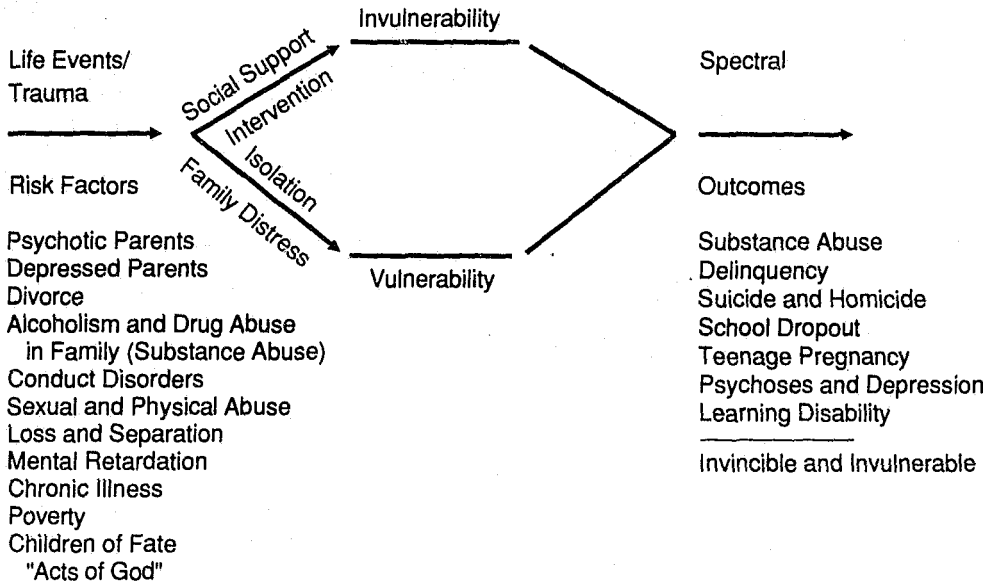 Life Events/
Trauma
Risk Factors
Psychotic Parents
Depressed Parents
Divorce
Alcoholism and Drug Abuse
in Family (Substance Abuse)
Conduct Disorders
Sexual and Physical Abuse
Loss and Separation
Mental Retardation
Chronic Illness
Poverty
Children of Fate
"Acts of God"
Social Support
Intervention
Isolation
Family Distress
Invulnerability
Vulnerability
Spectral
Outcomes
Substance Abuse
Delinquency
Suicide and Homicide
School Dropout
Teenage Pregnancy
Psychoses and Depression
Learning Disability
Invincible and Invulnerable